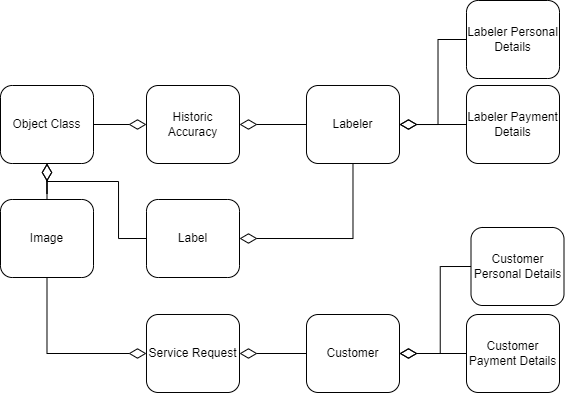 Labeler Personal
Details
Object Class
Historic
Accuracy
Labeler
Labeler Payment
Details
Image
Label
Customer
Personal Details
Service Request
Customer
Customer
Payment Details